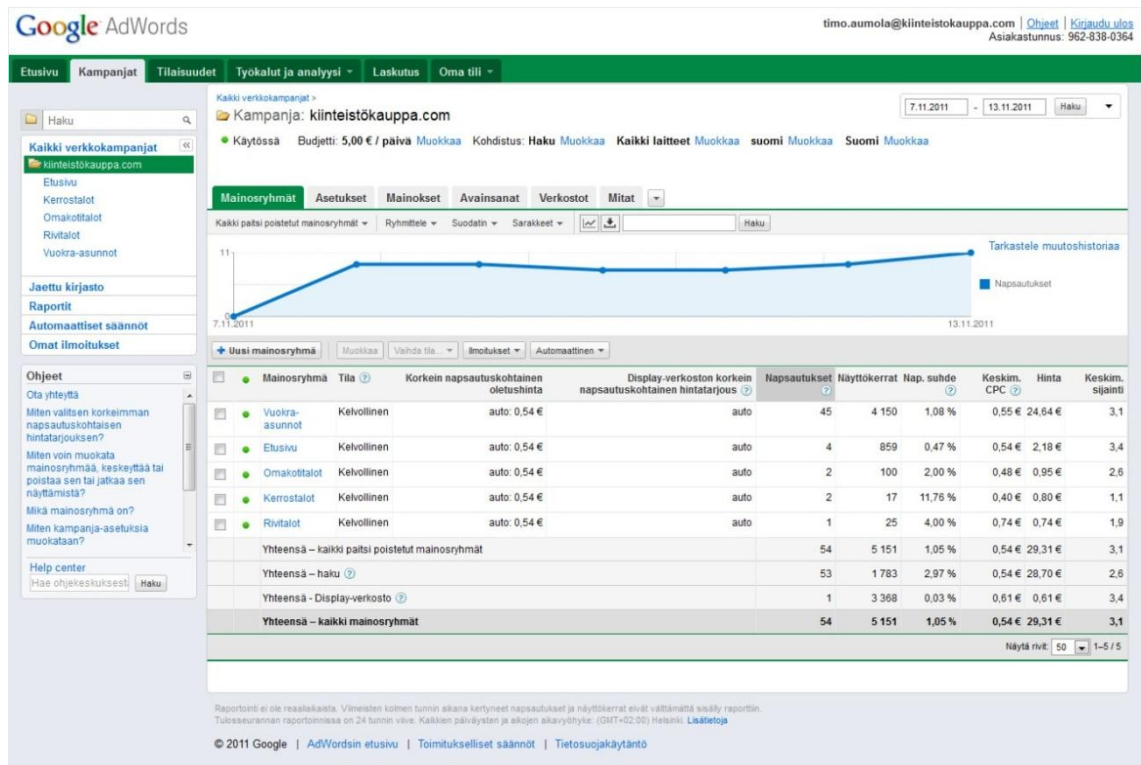 Google AdWords
timo.aumola@kiinteistokauppa.com | Ohjeet | Kirjaudu ulos
Asiakastunnus: 962-838-0364
Etusivu Kampanjat Tilaisuudet Työkalut ja analyysi Laskutus Oma tili
Haku
Kaikki verkkokampanjat
kiinteistökauppa.com
Etusivu
Kerrostalot
Omakotitalot
Rivitalot
Vuokra-asunnot
Jaettu kirjasto
Raportit
Automaattiset säännöt
Omat ilmoitukset
Ohjeet
Ota yhteyttä
Miten valitsen korkeimman
napsautuskohtaisen
hintatarjouksen?
Miten voin muokata
mainosryhmää, keskeyttää tai
poistaa sen tai jatkaa sen
näyttämistä?
Mikä mainosryhmä on?
Miten kampanja-asetuksia
muokataan?
Help center
Hae ohjekeskuksest Haku
Kaikki verkkokampanjat >
Kampanja: kiinteistökauppa.com
7.11.2011 - 13.11.2011 Haku
Käytössä Budjetti: 5,00 € / päivä Muokkaa Kohdistus: Haku Muokkaa Kaikki laitteet Muokkaa suomi Muokkaa Suomi Muokkaa
Mainosryhmät Asetukset Mainokset Avainsanat Verkostot Mitat
Kaikki paitsi poistetut mainosryhmät Ryhmittele Suodatin Sarakkeet Haku
Tarkastele muutoshistoriaa
11
Napsautukset
0
7.11.2011 13.11.2011
+ Uusi mainosryhmä Muokkaa Vaihda tila... Ilmoitukset Automaattinen
Mainosryhmä Tila ? Korkein napsautuskohtainen Display-verkoston korkein Napsautukset Näyttökerrat Nap. suhde Keskim. Hinta Keskim.
oletushinta napsautuskohtainen hintatarjous ? ? ? CPC ? sijainti
Vuokra- Kelvollinen auto: 0,54 € auto 45 4 150 1,08 % 0,55 € 24,64 € 3,1
asunnot
Etusivu Kelvollinen auto: 0,54 € auto 4 859 0,47 % 0,54 € 2,18 € 3,4
Omakotitalot Kelvollinen auto: 0,54 € auto 2 100 2,00 % 0,48 € 0,95 € 2,6
Kerrostalot Kelvollinen auto: 0,54 € auto 2 17 11,76 % 0,40 € 0,80 € 1,1
Rivitalot Kelvollinen auto: 0,54 € auto 1 25 4,00 % 0,74 € 0,74 € 1,9
Yhteensä – kaikki paitsi poistetut mainosryhmät 54 5 151 1,05 % 0,54 € 29,31 € 3,1
Yhteensä – haku ? 53 1 783 2,97 % 0,54 € 28,70 € 2,6
Yhteensä - Display-verkosto ? 1 3 368 0,03 % 0,61 € 0,61 € 3,4
Yhteensä – kaikki mainosryhmät 54 5 151 1,05 % 0,54 € 29,31 € 3,1
Näytä rivit: 50 1–5 / 5
Raportointi ei ole reaaliaikaista. Viimeisten kolmen tunnin aikana kertyneet napsautukset ja näyttökerrat eivät välttämättä sisälly raporttiin.
Tulosseurannan raportoinnissa on 24 tunnin viive. Kaikkien päiväysten ja aikojen aikavyöhyke: (GMT+02:00) Helsinki. Lisätietoja
© 2011 Google | AdWordsin etusivu | Toimitukselliset säännöt | Tietosuojakäytäntö